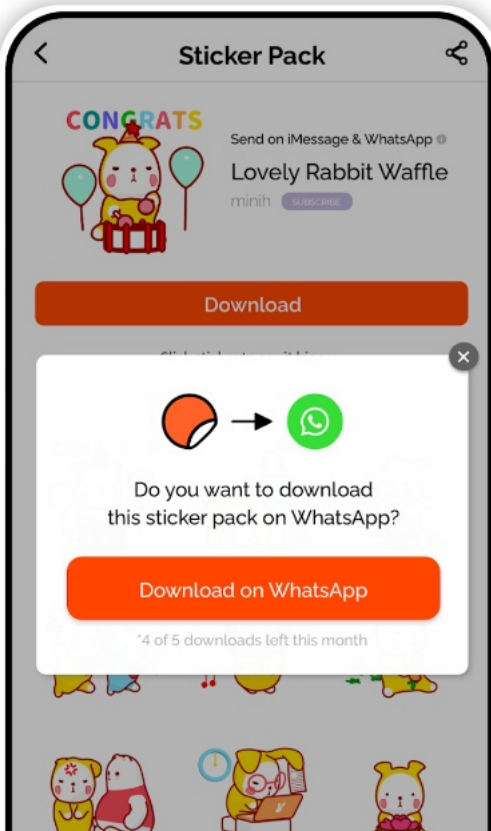 Sticker Pack
CONGRATS
Send on iMessage & WhatsApp
Lovely Rabbit Waffle
minih SUBSCRIBE
Download
Do you want to download
this sticker pack on WhatsApp?
Download on WhatsApp
*4 of 5 downloads left this month